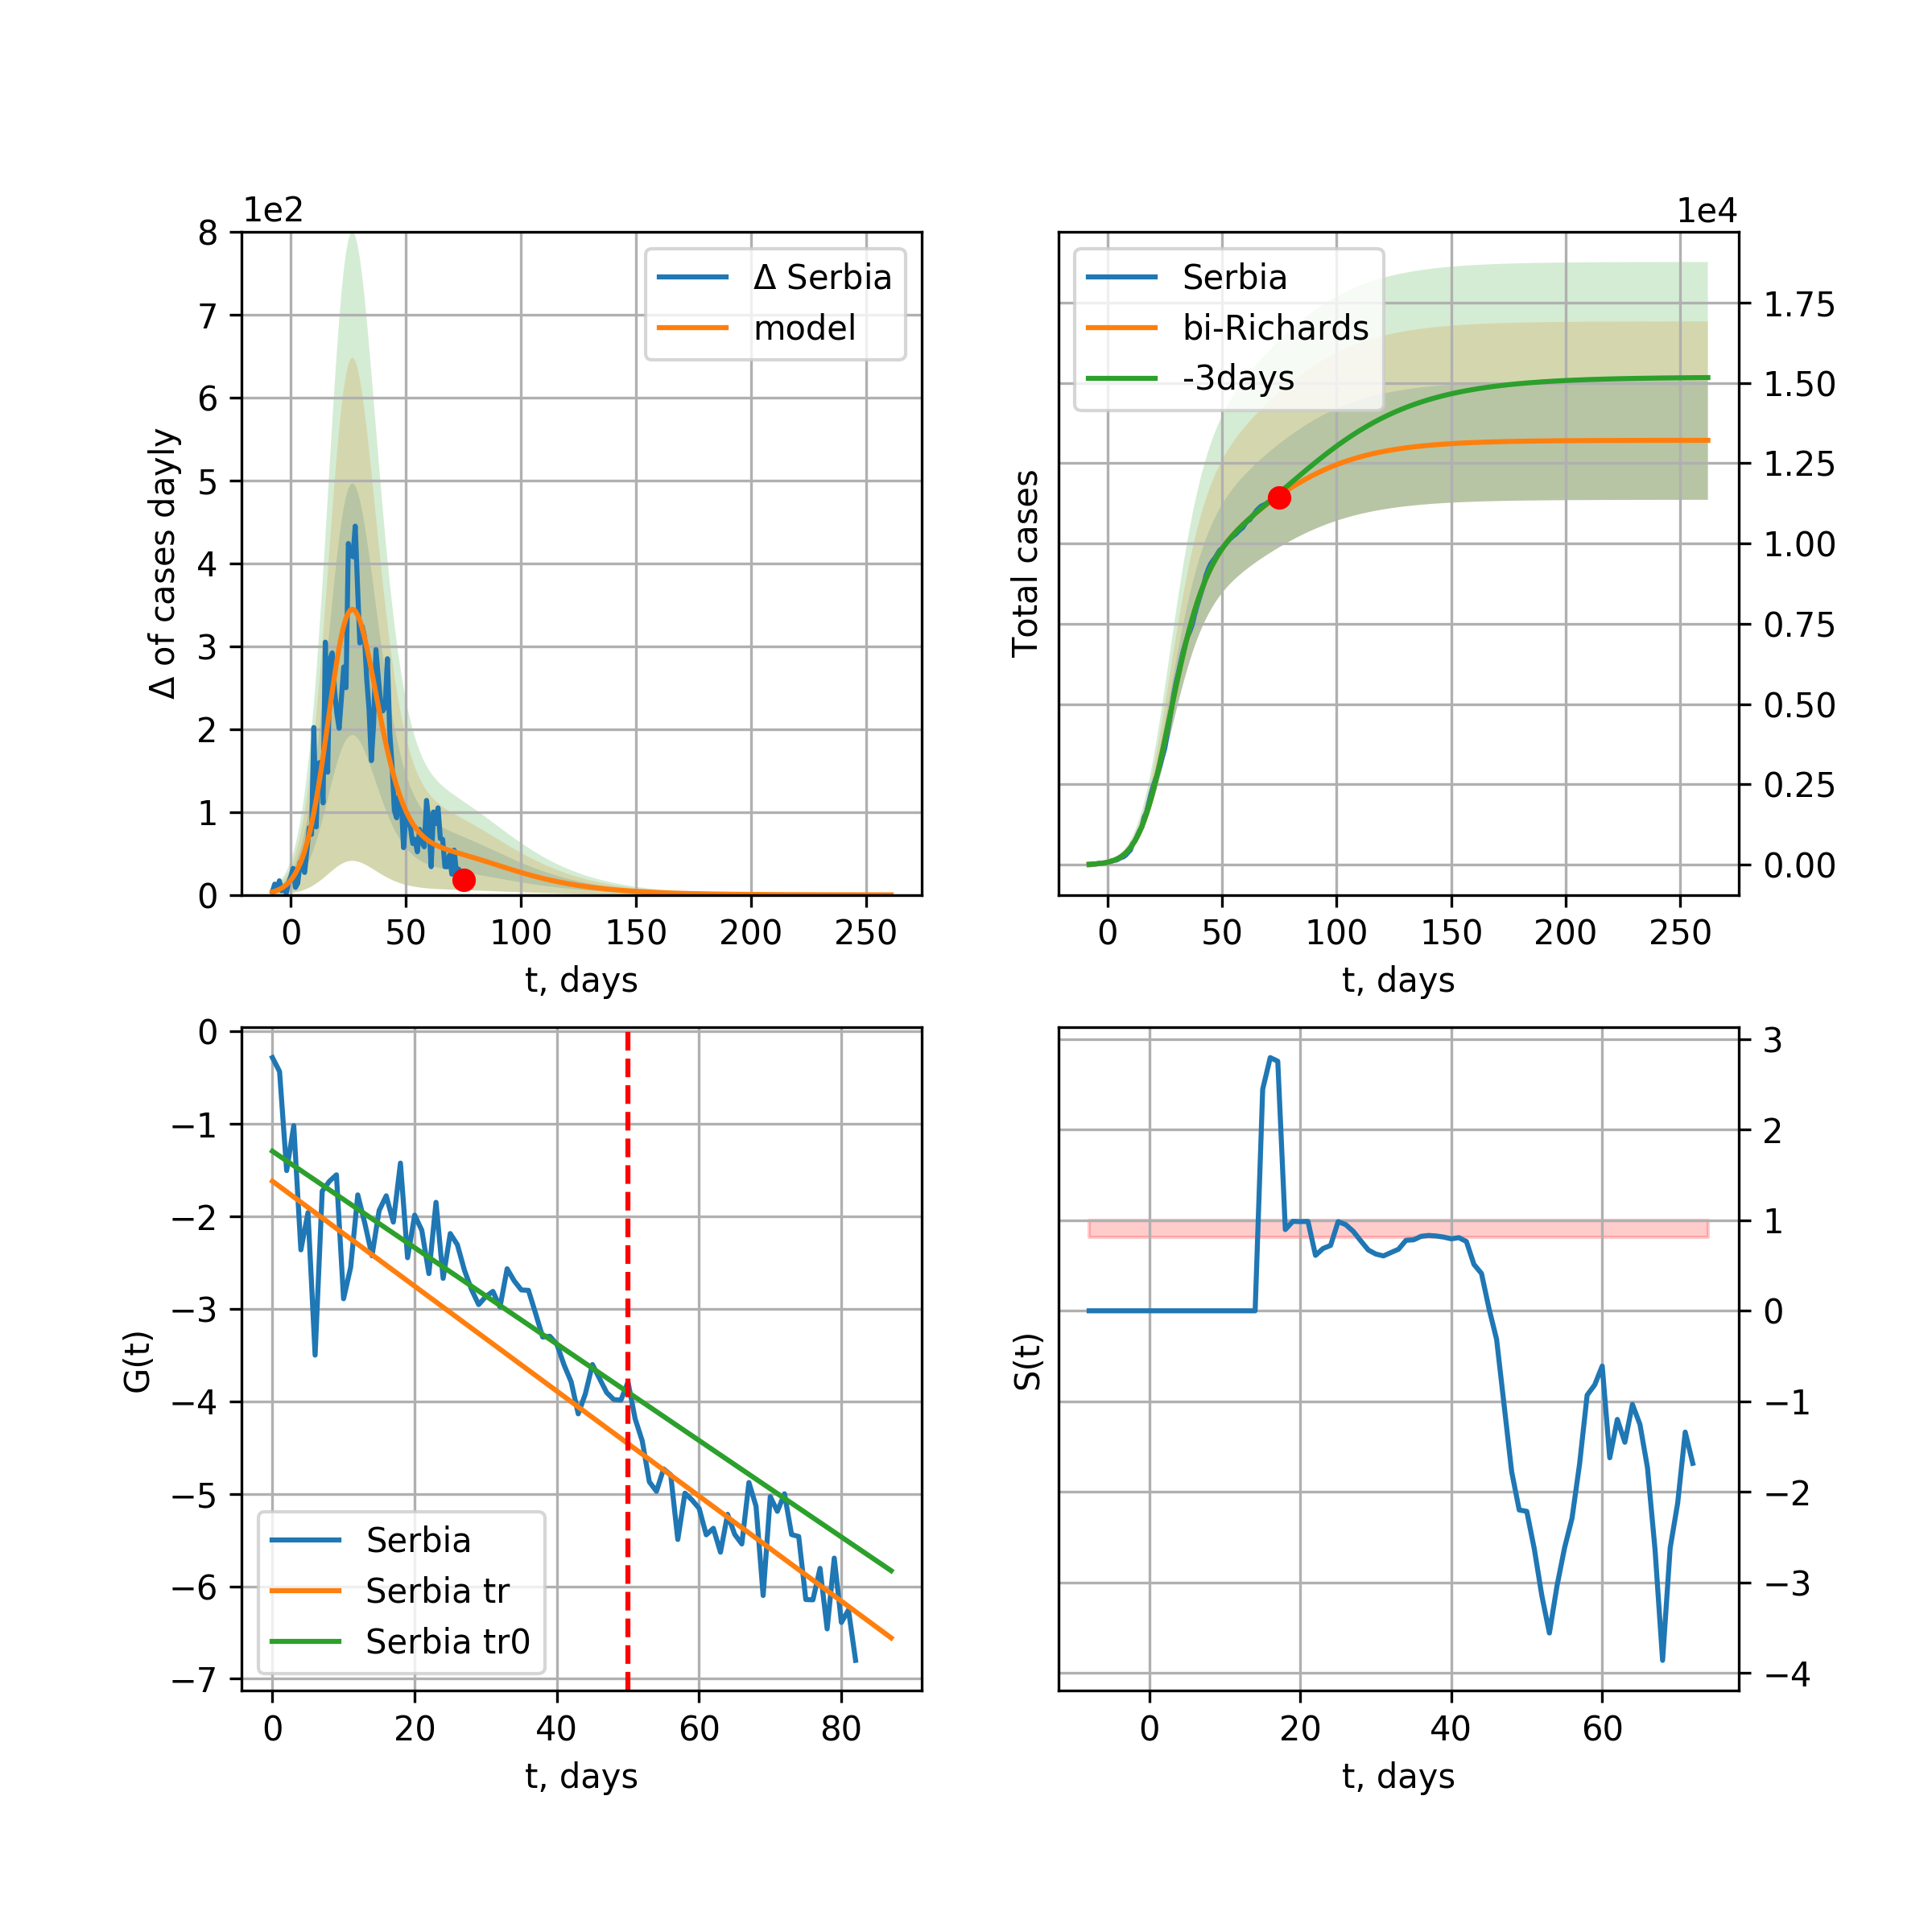 1e2
8
7
6
5
4
3
2
1
0
Δ of cases dayly
Δ Serbia
model
0 50 100 150 200 250
t, days
1e4
Serbia
bi-Richards
-3days
1.75
1.50
1.25
1.00
0.75
0.50
0.25
0.00
Total cases
0 50 100 150 200 250
t, days
0
−1
−2
−3
−4
−5
−6
−7
G(t)
Serbia
Serbia tr
Serbia tr0
0 20 40 60 80
t, days
3
2
1
0
−1
−2
−3
−4
S(t)
0 20 40 60
t, days